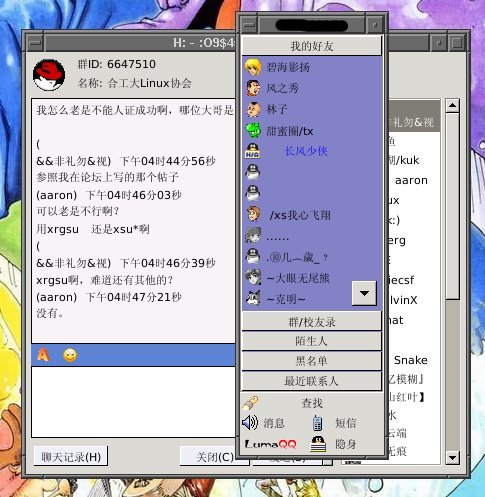 H: - :O9$4
群ID: 6647510
名称: 合工大Linux协会
我怎么老是不能人证成功啊，哪位大哥是
(
&&非礼勿&视) 下午04时44分56秒
参照我在论坛上写的那个帖子
(aaron) 下午04时46分03秒
可以老是不行啊？
用xrgsu 还是xsu*啊
(
&&非礼勿&视) 下午04时46分39秒
xrgsu啊，难道还有其他的？
(aaron) 下午04时47分21秒
没有。
聊天记录(H)
关闭(C)
我的好友
碧海影扬
风之秀
林子
甜蜜圈/tx
长风少侠
/xs我心飞翔
......
~大眼无尾熊
~克明~
群/校友录
陌生人
黑名单
最近联系人
查找
消息
短信
LumaQQ
隐身
非礼勿&视
鱼
胡/kuk
aaron
ux
k:)
erg
E
iecsf
lvinX
hat
Snake
忆模糊』
山红叶】
水
云端
无痕